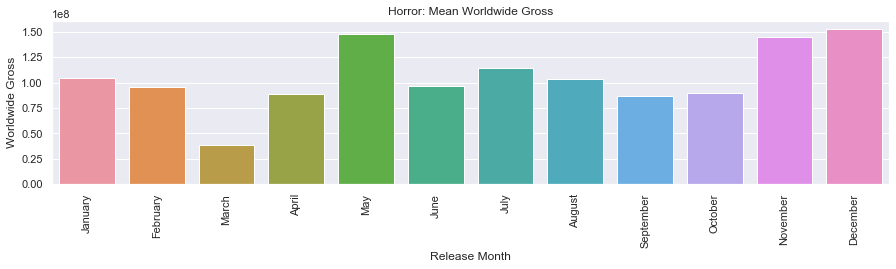 Horror: Mean Worldwide Gross
1e8
1.50
1.25
1.00
0.75
0.50
0.25
0.00
Worldwide Gross
January
February
March
April
May
June
July
August
September
October
November
December
Release Month